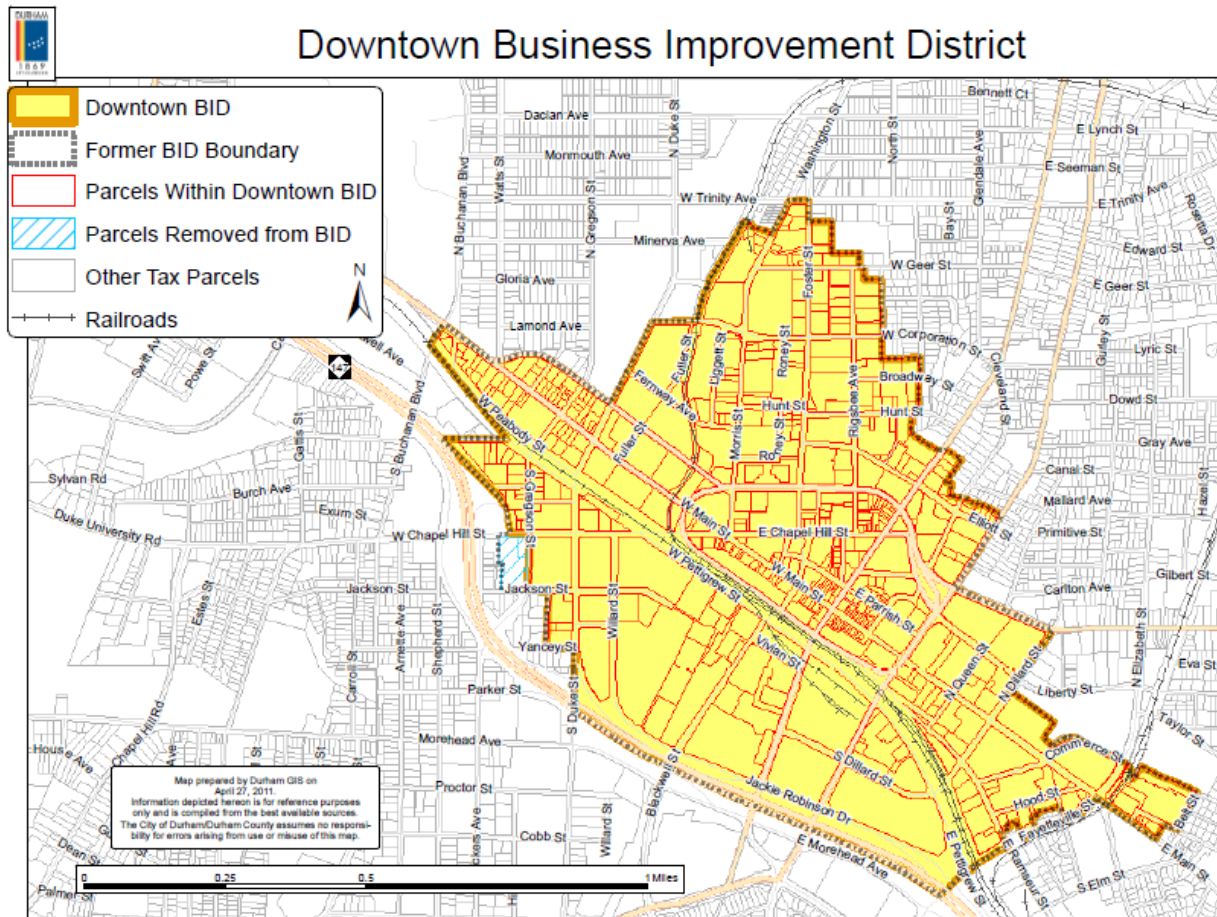 DURHAM
1869
Downtown Business Improvement District
Downtown BID
Former BID Boundary
Parcels Within Downtown BID
Parcels Removed from BID
Other Tax Parcels
N
Railroads
147
Bennett Ct
Dacian Ave
E Lynch St
Monmouth Ave
E Seeman St
W Trinity Ave
E Trinity Ave
Minerva Ave
Edward St
W Geer St
E Geer St
Gloria Ave
Lamond Ave
W Corporation St
Lyric St
Broadway St
Dowd St
Hunt St
Hunt St
Gray Ave
Canal St
Mallard Ave
Primitive St
Carlton Ave
Gilbert St
Eva St
Liberty St
Taylor St
Commerce St
Hood St
E Fayetteville St
Bell St
E Main St
S Elm St
E Ramseur St
E Pettigrew St
N Buchanan Blvd
Watts St
N Gregson St
N Duke St
Washington St
North St
Glendale Ave
Rosetta Dr
Bay St
Foster St
Gurley St
Cleveland St
Fuller St
Liggett St
Roney St
Rigsbee Ave
Fernway Ave
Morris St
Roney St
Hazel St
Elliott St
Swift Ave
Powe St
S Buchanan Blvd
Gattis St
W Peabody St
Fuller St
S Gregson St
W Main St
E Chapel Hill St
W Pettigrew St
W Main St
E Parrish St
Vivian St
N Queen St
N Dillard St
N Elizabeth St
Sylvan Rd
Burch Ave
Exum St
Duke University Rd
W Chapel Hill St
Jackson St
Jackson St
Estes St
Arnette Ave
Shepherd St
Carroll St
Willard St
Yancey St
Parker St
S Duke St
Morehead Ave
Proctor St
Cobb St
Willard St
Blackwell St
S Dillard St
Jackie Robinson Dr
E Morehead Ave
Chapel Hill Rd
House Ave
Dean St
Palmer St
Map prepared by Durham GIS on
April 27, 2011.
Information depicted hereon is for reference purposes
only and is compiled from the best available sources.
The City of Durham/Durham County assumes no responsi-
bility for errors arising from use or misuse of this map.
0 0.25 0.5 1 Miles